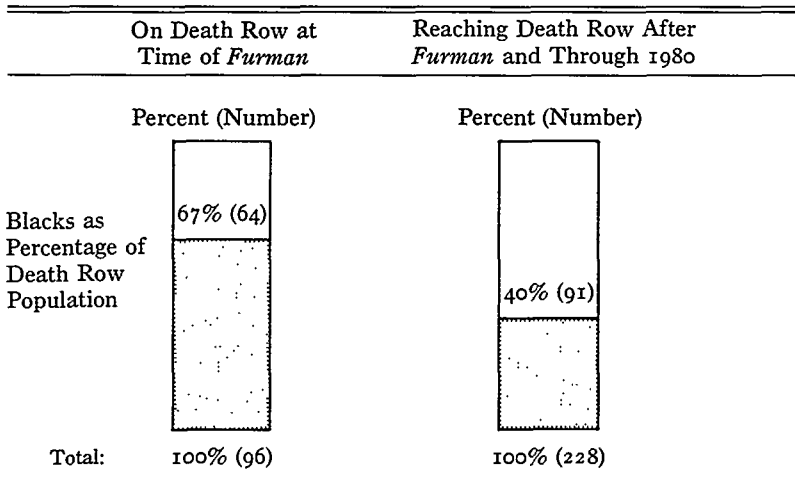 On Death Row at
Time of Furman
Reaching Death Row After
Furman and Through 1980
Percent (Number)
Percent (Number)
67% (64)
Blacks as
Percentage of
Death Row
Population
40% (91)
Total:
100% (96)
100% (228)